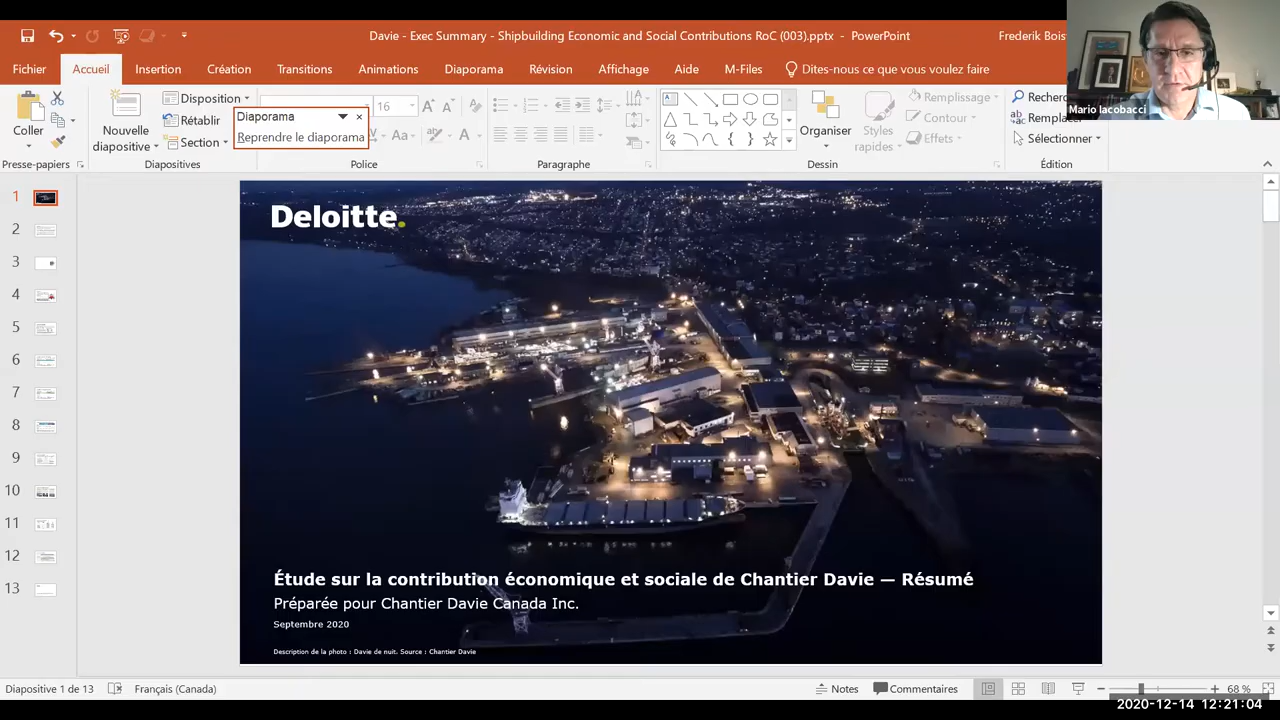 Davie - Exec Summary - Shipbuilding Economic and Social Contributions RoC (003).pptx - PowerPoint
Frederik Bois
Fichier Accueil Insertion Création Transitions Animations Diaporama Révision Affichage Aide M-Files Dites-nous ce que vous voulez faire
Mario Iacobacci
Coller
Presse-papiers
Nouvelle
diapositive
Disposition
Rétablir
Section
Diapositives
Diaporama
Reprendre le diaporama
16
Aa
Police
Paragraphe
Organiser
Styles
rapides
Remplissage
Contour
Effets
Dessin
Recherc
Remplacer
Sélectionner
Édition
1
2
3
4
5
6
7
8
9
10
11
12
13
Deloitte.
Étude sur la contribution économique et sociale de Chantier Davie — Résumé
Préparée pour Chantier Davie Canada Inc.
Septembre 2020
Description de la photo : Davie de nuit. Source : Chantier Davie
Diapositive 1 de 13 Français (Canada) Notes Commentaires 68 %
2020-12-14 12:21:04